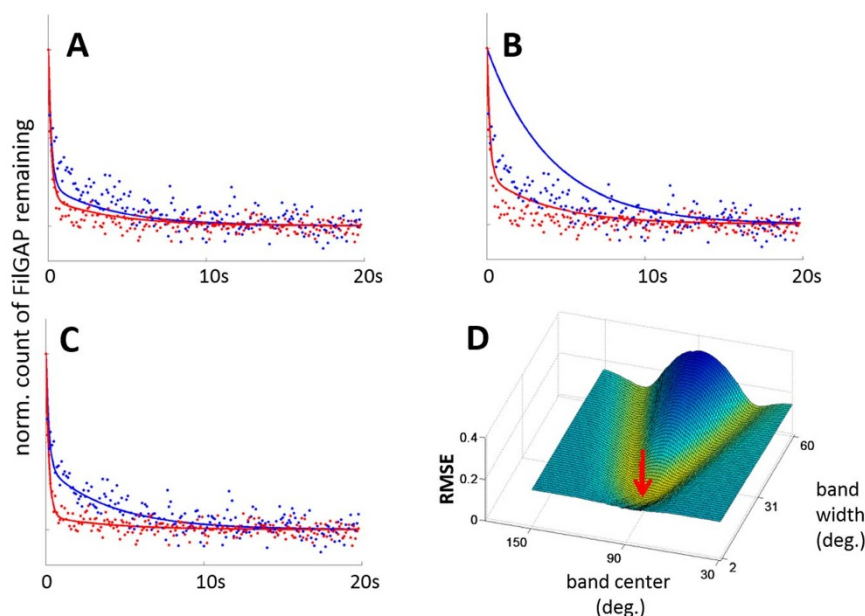 A
B
norm. count of FilGAP remaining
0
10s
20s
0
10s
20s
C
D
0
10s
20s
0.4
0.2
0
RMSE
150
90
30
2
31
60
band center
(deg.)
band
width
(deg.)